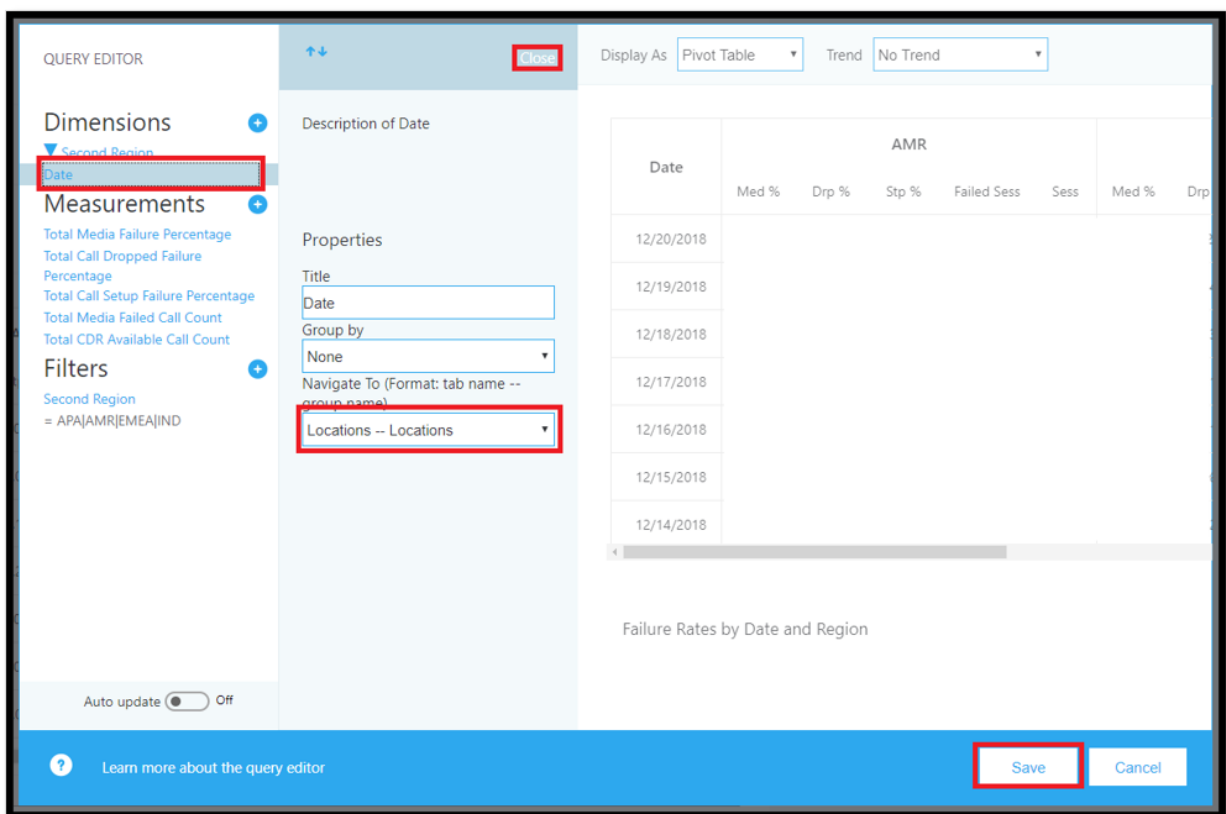 QUERY EDITOR
Dimensions
Second Region
Date
Measurements
Total Media Failure Percentage
Total Call Dropped Failure
Percentage
Total Call Setup Failure Percentage
Total Media Failed Call Count
Total CDR Available Call Count
Filters
Second Region
= APA|AMR|EMEA|IND
Auto update Off
Close
Description of Date
Properties
Title
Date
Group by
None
Navigate To (Format: tab name --
group name)
Locations -- Locations
Display As Pivot Table Trend No Trend
AMR
Date
Med % Drp % Stp % Failed Sess Sess Med % Drp
12/20/2018
12/19/2018
12/18/2018
12/17/2018
12/16/2018
12/15/2018
12/14/2018
Failure Rates by Date and Region
? Learn more about the query editor
Save Cancel